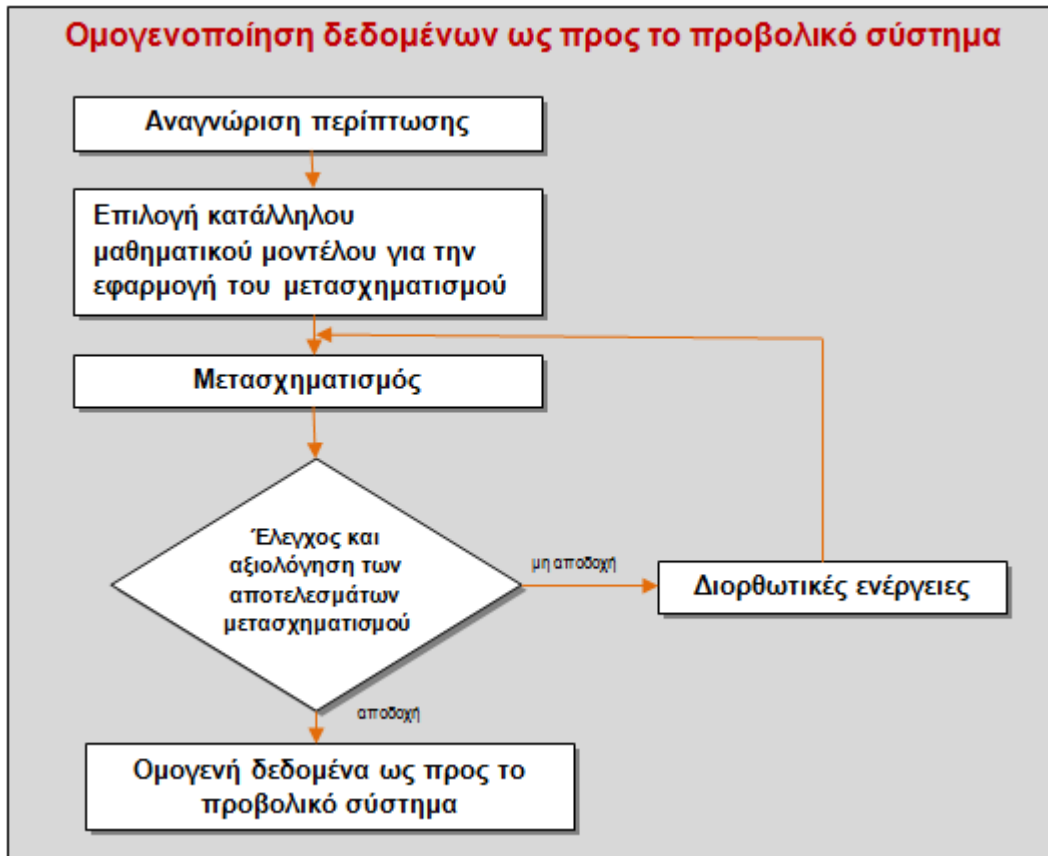 Ομογενοποίηση δεδομένων ως προς το προβολικό σύστημα
Αναγνώριση περίπτωσης
Επιλογή κατάλληλου
μαθηματικού μοντέλου για την
εφαρμογή του μετασχηματισμού
Μετασχηματισμός
Έλεγχος και
αξιολόγηση των
αποτελεσμάτων
μετασχηματισμού
μη αποδοχή
Διορθωτικές ενέργειες
αποδοχή
Ομογενή δεδομένα ως προς το
προβολικό σύστημα